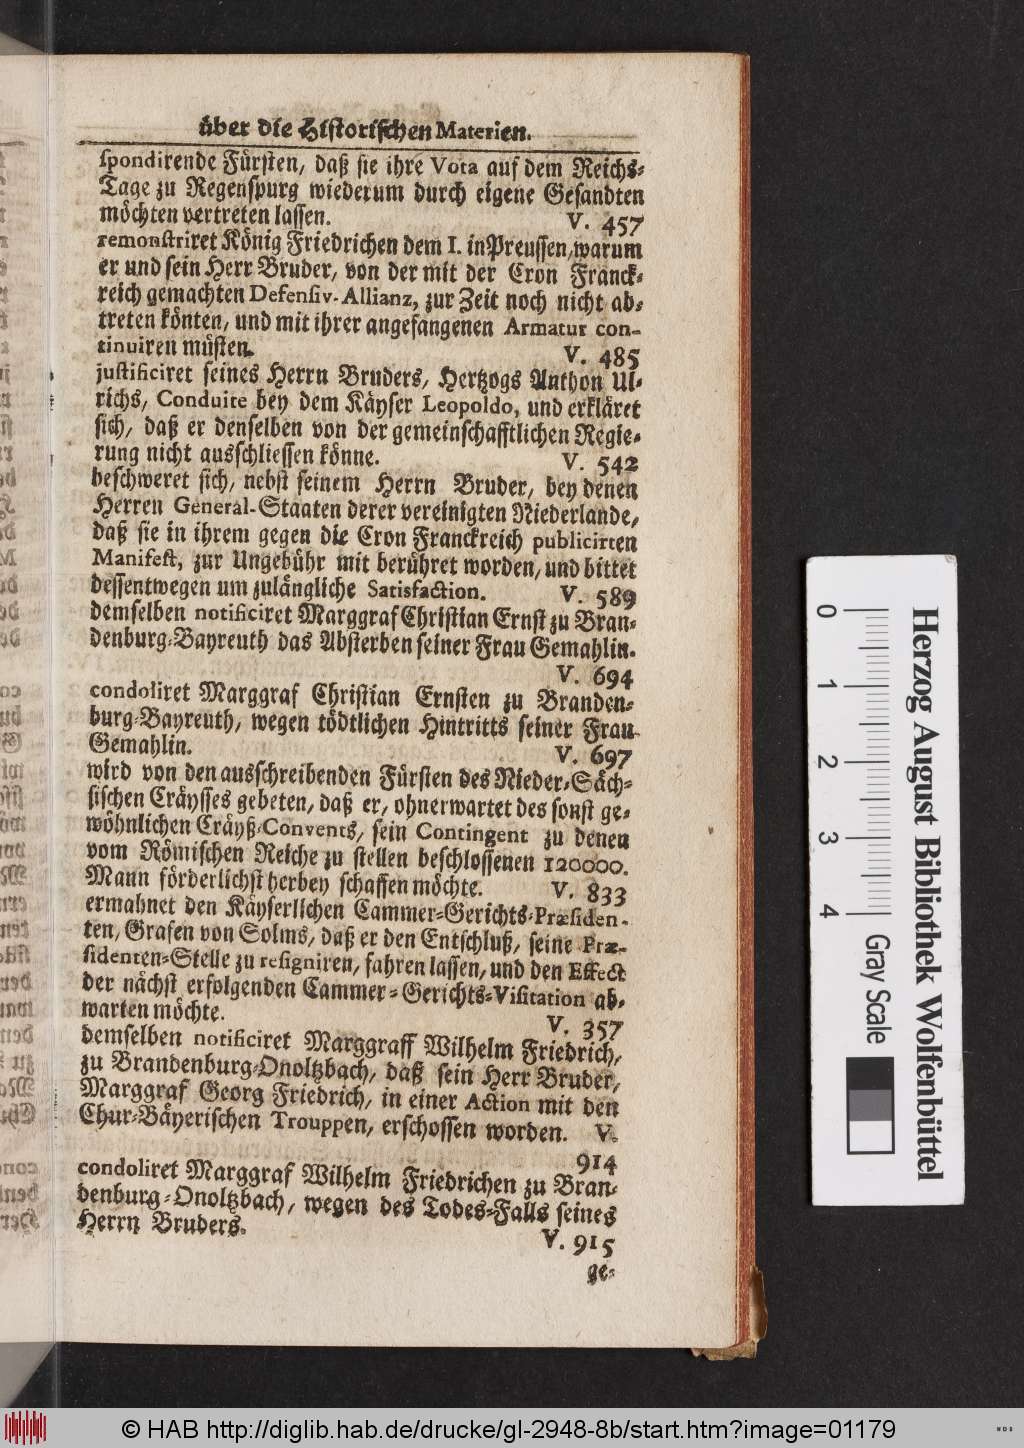 über die Historischen Materien.
spondirende Fürsten, daß sie ihre Vota auf dem Reichs-
Tage zu Regenspurg wiederum durch eigene Gesandten
möchten vertreten lassen. V. 457
remonstriret König Friedrichen dem I. in Preussen, warum
er und sein Herr Bruder, von der mit der Cron Franck-
reich gemachten Defensiv-Allianz, zur Zeit noch nicht ab-
treten könten, und mit ihrer angefangenen Armatur con-
tinuiren müsten. V. 485
justificiret seines Herrn Bruders, Hertzogs Anthon Ul-
richs, Conduite bey dem Käyser Leopoldo, und erkläret
sich, daß er denselben von der gemeinschafftlichen Regie-
rung nicht ausschliessen könne. V. 542
beschweret sich, nebst seinem Herrn Bruder, bey denen
Herren General-Staaten derer vereinigten Niederlande,
daß sie in ihrem gegen die Cron Franckreich publicirten
Manifest, zur Ungebühr mit berühret worden, und bittet
dessentwegen um zulängliche Satisfaction. V. 589
demselben notificiret Marggraf Christian Ernst zu Bran-
denburg-Bayreuth das Absterben seiner Frau Gemahlin.
V. 694
condoliret Marggraf Christian Ernsten zu Branden-
burg-Bayreuth, wegen tödtlichen Hintritts seiner Frau
Gemahlin. V. 697
wird von den ausschreibenden Fürsten des Nieder-Säch-
sischen Cräysses gebeten, daß er, ohnerwartet des sonst ge-
wöhnlichen Cräyß-Convents, sein Contingent zu denen
vom Römischen Reiche zu stellen beschlossenen 120000.
Mann förderlichst herbey schaffen möchte. V. 833
ermahnet den Käyserlichen Cammer-Gerichts-Præsiden-
ten, Grafen von Solms, daß er den Entschluß, seine Præ-
sidenten-Stelle zu resigniren, fahren lassen, und den Effect
der nächst erfolgenden Cammer-Gerichts-Visitation ab-
warten möchte. V. 357
demselben notificiret Marggraff Wilhelm Friedrich,
zu Brandenburg-Onoltzbach, daß sein Herr Bruder,
Marggraf Georg Friedrich, in einer Action mit den
Chur-Bäyerischen Trouppen, erschossen worden. V.
914
condoliret Marggraf Wilhelm Friedrichen zu Bran-
denburg-Onoltzbach, wegen des Todes-Falls seines
Herrn Bruders. V. 915
ge-
0 1 2 3 4
Gray Scale
Herzog August Bibliothek Wolfenbüttel
© HAB http://diglib.hab.de/drucke/gl-2948-8b/start.htm?image=01179